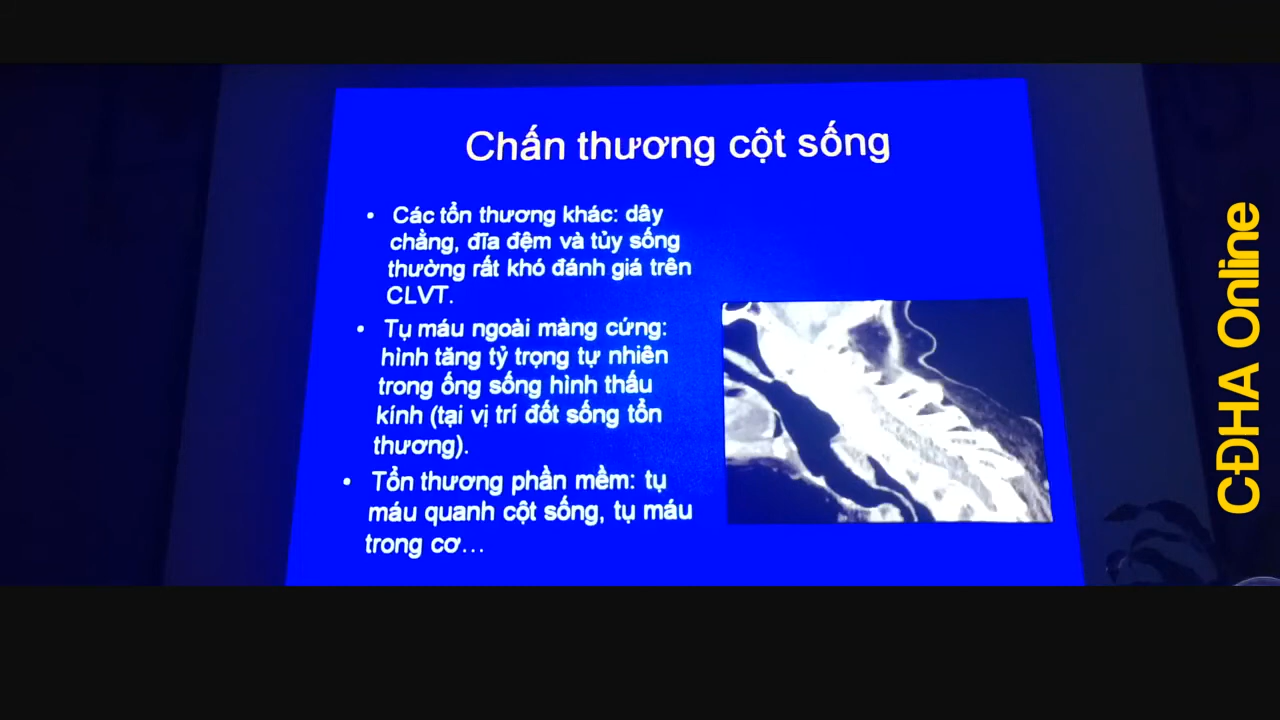 Chấn thương cột sống
• Các tổn thương khác: dây
chằng, đĩa đệm và tủy sống
thường rất khó đánh giá trên
CLVT.
• Tụ máu ngoài màng cứng:
hình tăng tỷ trọng tự nhiên
trong ống sống hình thấu
kính (tại vị trí đốt sống tổn
thương).
• Tổn thương phần mềm: tụ
máu quanh cột sống, tụ máu
trong cơ...
CĐHA Online